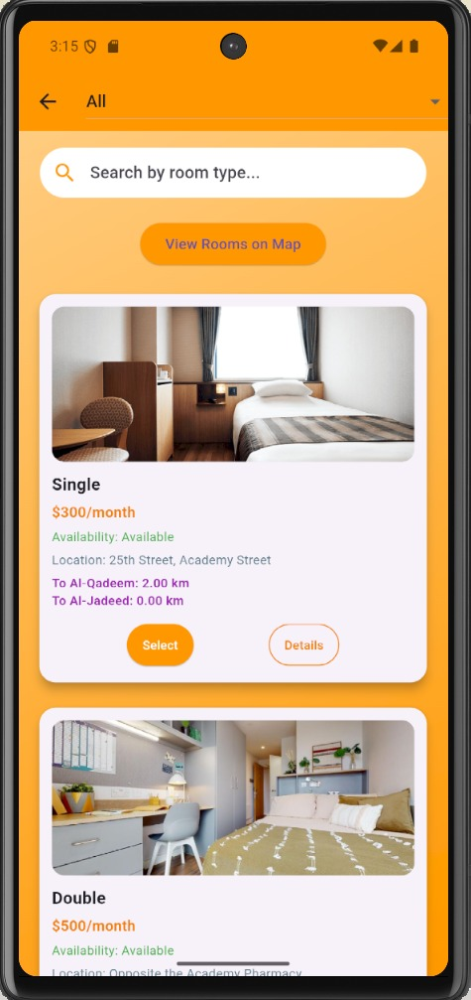 3:15
All
Search by room type...
View Rooms on Map
Single
$300/month
Availability: Available
Location: 25th Street, Academy Street
To Al-Qadeem: 2.00 km
To Al-Jadeed: 0.00 km
Select
Details
Double
$500/month
Availability: Available
Location: Opposite the Academy Pharmacy